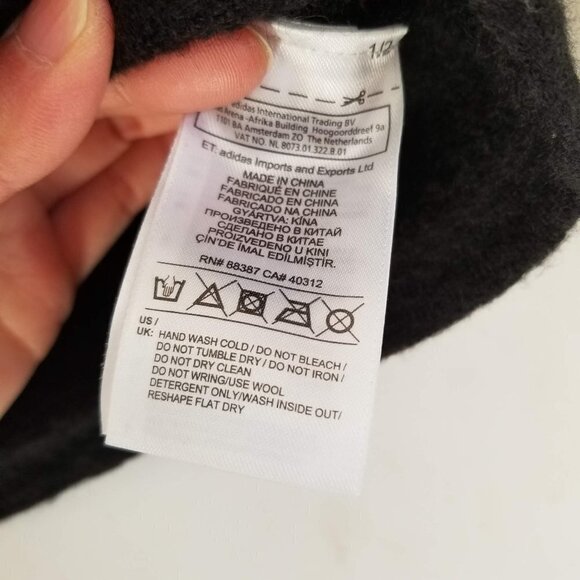 1/2
adidas International Trading BV
Arena -Afrika Building Hoogoorddreef 9a
1101 BA Amsterdam ZO The Netherlands
VAT NO: NL 8073.01.322.B.01
ET: adidas Imports and Exports Ltd
MADE IN CHINA
FABRIQUÉ EN CHINE
FABRICADO EN CHINA
FABRICADO NA CHINA
GYÁRTVA: KÍNA
ПРОИЗВЕДЕНО В КИТАЙ
СДЕЛАНО В КИТАЕ
PROIZVEDENO U KINI
ÇİN'DE İMAL EDİLMİŞTİR.
RN# 88387 CA# 40312
US /
UK: HAND WASH COLD / DO NOT BLEACH /
DO NOT TUMBLE DRY / DO NOT IRON /
DO NOT DRY CLEAN
DO NOT WRING/USE WOOL
DETERGENT ONLY/WASH INSIDE OUT/
RESHAPE FLAT DRY